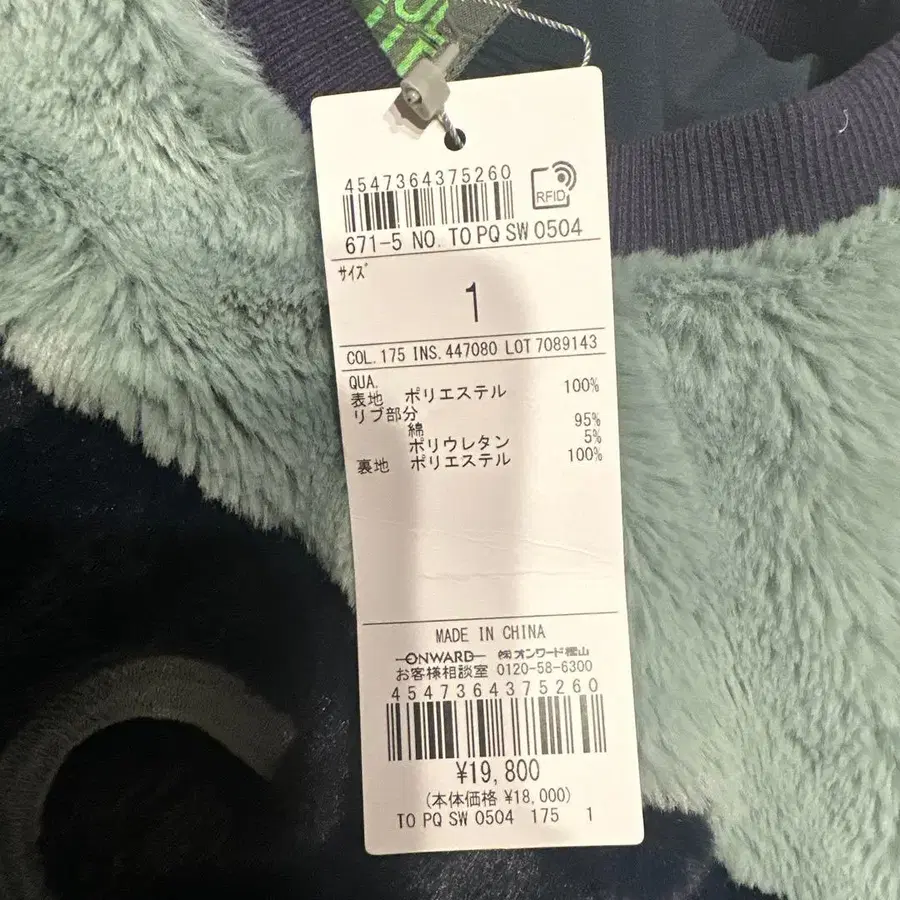 4547364375260
RFID
671-5 NO. TO PQ SW 0504
サイズ
1
COL. 175 INS. 447080 LOT 7089143
QUA.
表地 ポリエステル 100%
リブ部分
綿 95%
ポリウレタン 5%
裏地 ポリエステル 100%
MADE IN CHINA
ONWARD ㈱オンワード樫山
お客様相談室 0120-58-6300
4547364375260
¥19,800
(本体価格 ¥18,000)
TO PQ SW 0504 175 1